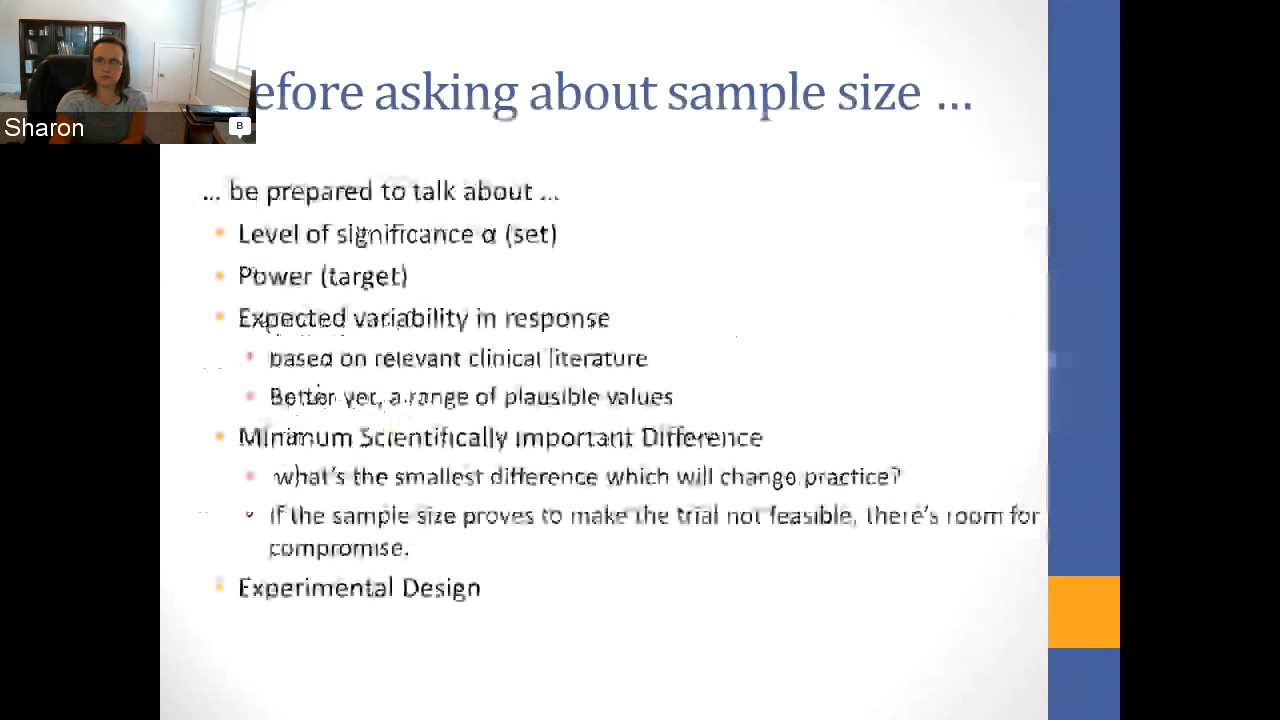 efore asking about sample size ...
Sharon
B
... be prepared to talk about ...
Level of significance α (set)
Power (target)
Expected variability in response
based on relevant clinical literature
Better yet, a range of plausible values
Minimum Scientifically Important Difference
what's the smallest difference which will change practice?
If the sample size proves to make the trial not feasible, there's room for
compromise.
Experimental Design